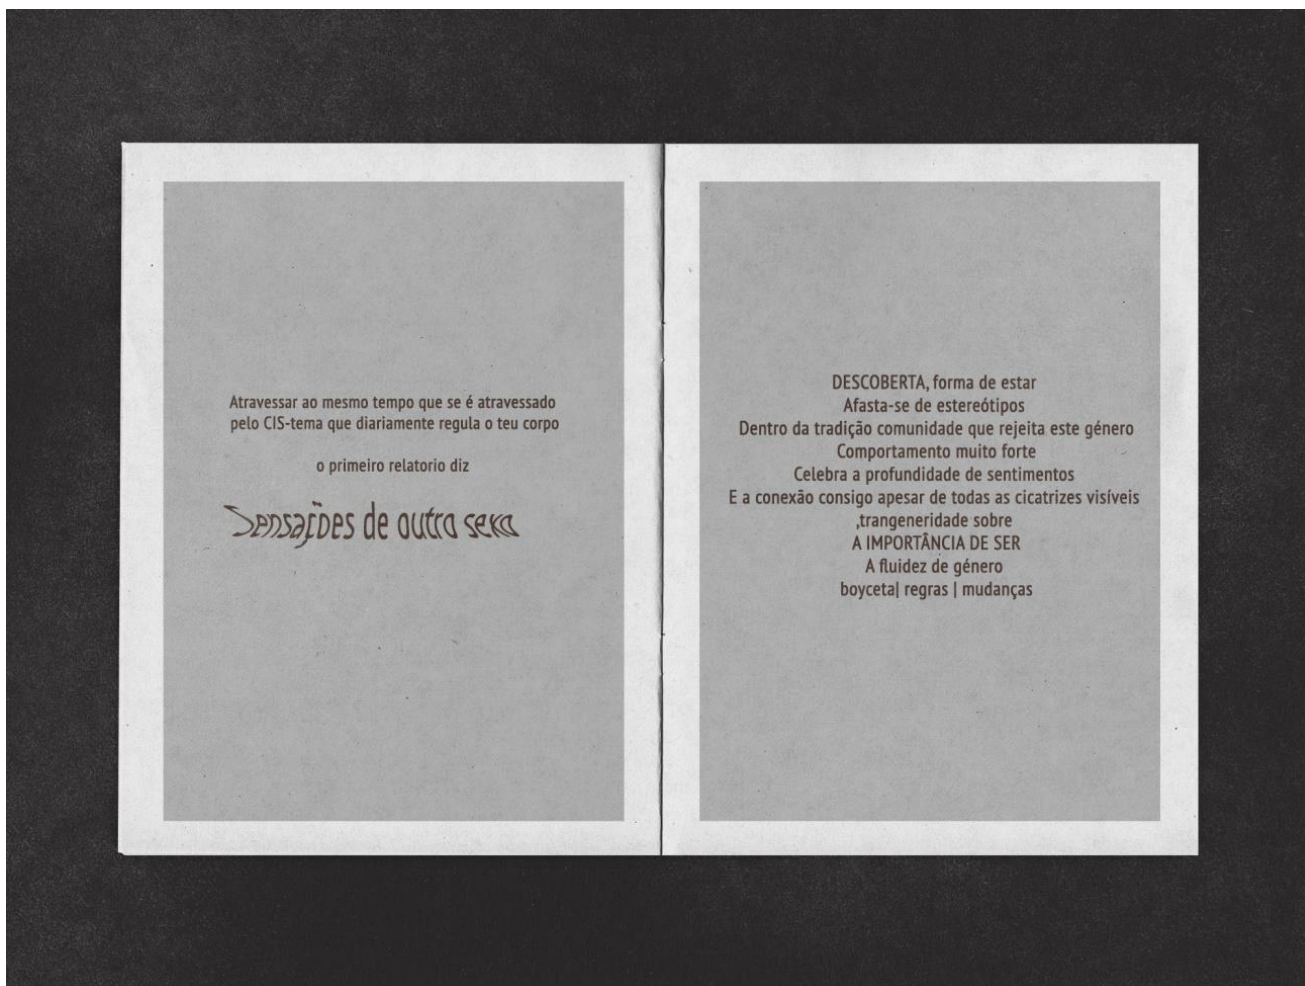 Atravessar ao mesmo tempo que se é atravessado
pelo CIS-tema que diariamente regula o teu corpo
o primeiro relatorio diz
Sensações de outro sexo
DESCOBERTA, forma de estar
Afasta-se de estereótipos
Dentro da tradição comunidade que rejeita este género
Comportamento muito forte
Celebra a profundidade de sentimentos
E a conexão consigo apesar de todas as cicatrizes visíveis
,trangeneridade sobre
A IMPORTÂNCIA DE SER
A fluidez de género
boyceta| regras | mudanças